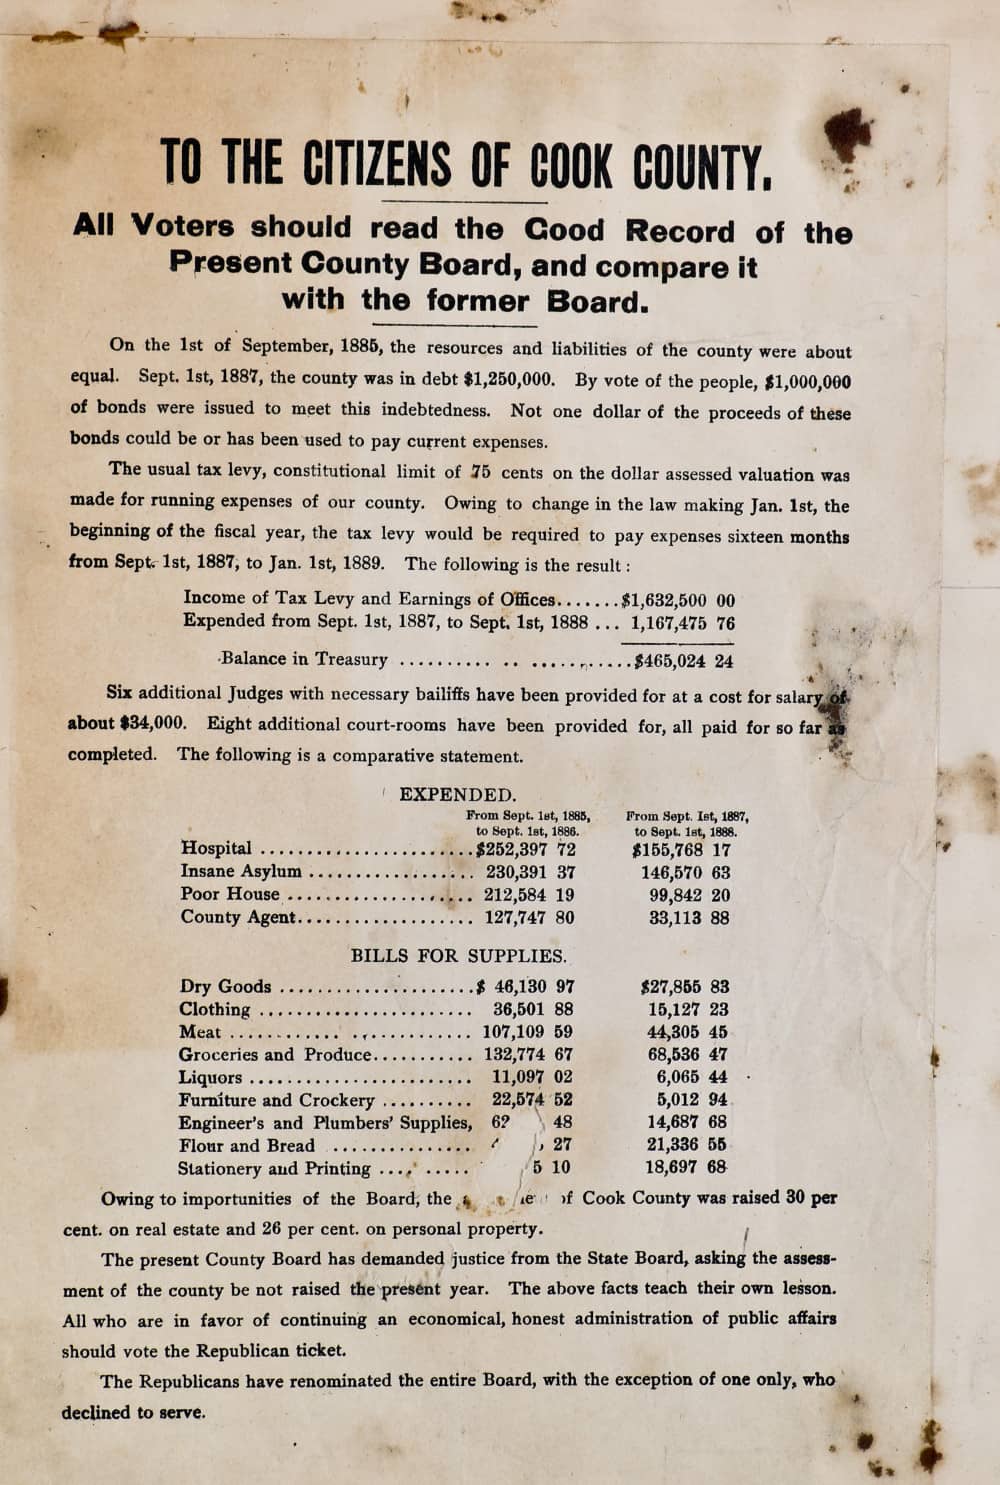 TO THE CITIZENS OF COOK COUNTY.
All Voters should read the Good Record of the
Present County Board, and compare it
with the former Board.
On the 1st of September, 1885, the resources and liabilities of the county were about
equal. Sept. 1st, 1887, the county was in debt $1,250,000. By vote of the people, $1,000,000
of bonds were issued to meet this indebtedness. Not one dollar of the proceeds of these
bonds could be or has been used to pay current expenses.
The usual tax levy, constitutional limit of 75 cents on the dollar assessed valuation was
made for running expenses of our county. Owing to change in the law making Jan. 1st, the
beginning of the fiscal year, the tax levy would be required to pay expenses sixteen months
from Sept. 1st, 1887, to Jan. 1st, 1889. The following is the result:
Income of Tax Levy and Earnings of Offices.......$1,632,500 00
Expended from Sept. 1st, 1887, to Sept. 1st, 1888 ... 1,167,475 76
Balance in Treasury .......... .. ...........$465,024 24
Six additional Judges with necessary bailiffs have been provided for at a cost for salary of
about $34,000. Eight additional court-rooms have been provided for, all paid for so far as
completed. The following is a comparative statement.
EXPENDED.
From Sept. 1st, 1885, From Sept. 1st, 1887,
to Sept. 1st, 1886. to Sept. 1st, 1888.
Hospital .......................$252,397 72 $155,768 17
Insane Asylum .................. 230,391 37 146,570 63
Poor House .................... 212,584 19 99,842 20
County Agent................... 127,747 80 33,113 88
BILLS FOR SUPPLIES.
Dry Goods .....................$ 46,130 97 $27,855 83
Clothing ....................... 36,501 88 15,127 23
Meat ............ ............. 107,109 59 44,305 45
Groceries and Produce........... 132,774 67 68,536 47
Liquors ........................ 11,097 02 6,065 44
Furniture and Crockery .......... 22,574 52 5,012 94
Engineer's and Plumbers' Supplies, 48 14,687 68
Flour and Bread ............... 27 21,336 55
Stationery and Printing .... ..... 5 10 18,697 68
Owing to importunities of the Board, the of Cook County was raised 30 per
cent. on real estate and 26 per cent. on personal property.
The present County Board has demanded justice from the State Board, asking the assess-
ment of the county be not raised the present year. The above facts teach their own lesson.
All who are in favor of continuing an economical, honest administration of public affairs
should vote the Republican ticket.
The Republicans have renominated the entire Board, with the exception of one only, who
declined to serve.